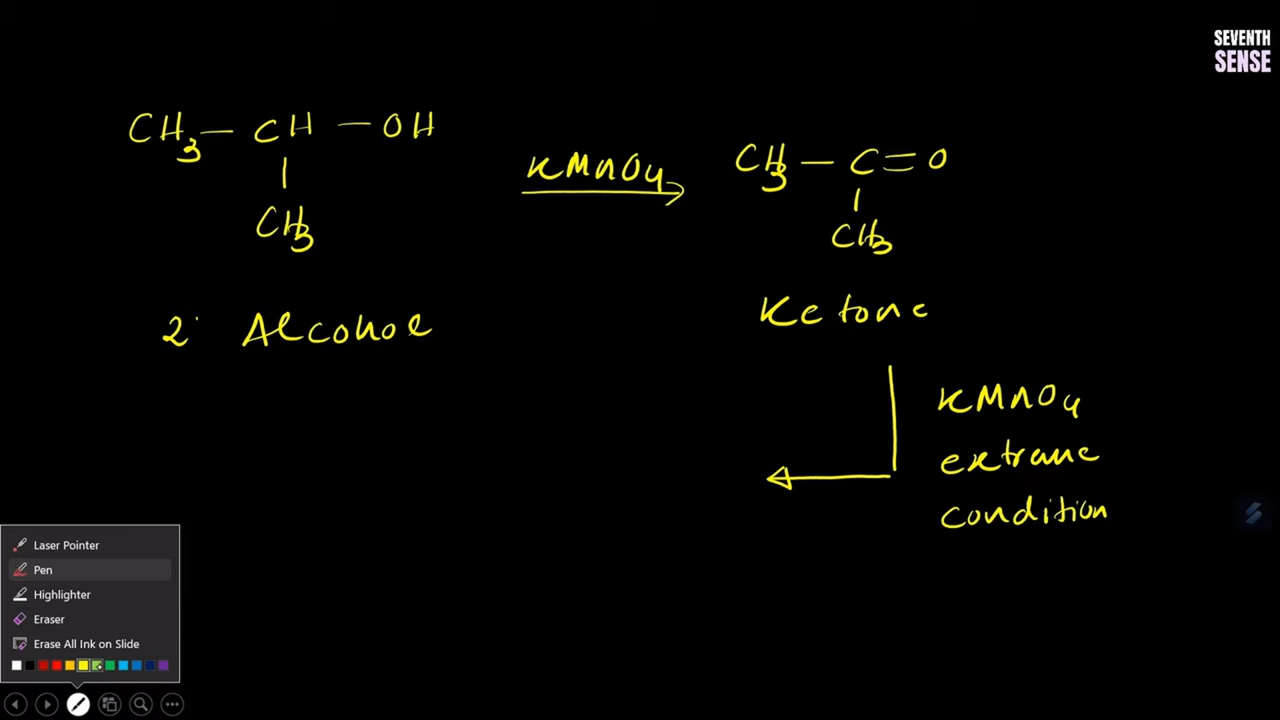 SEVENTH
SENSE
CH3 — CH — OH
|
CH3
KMnO4
CH3 — C = O
|
CH3
2° Alcohol
Ketone
KMnO4
extrame
condition
Laser Pointer
Pen
Highlighter
Eraser
Erase All Ink on Slide